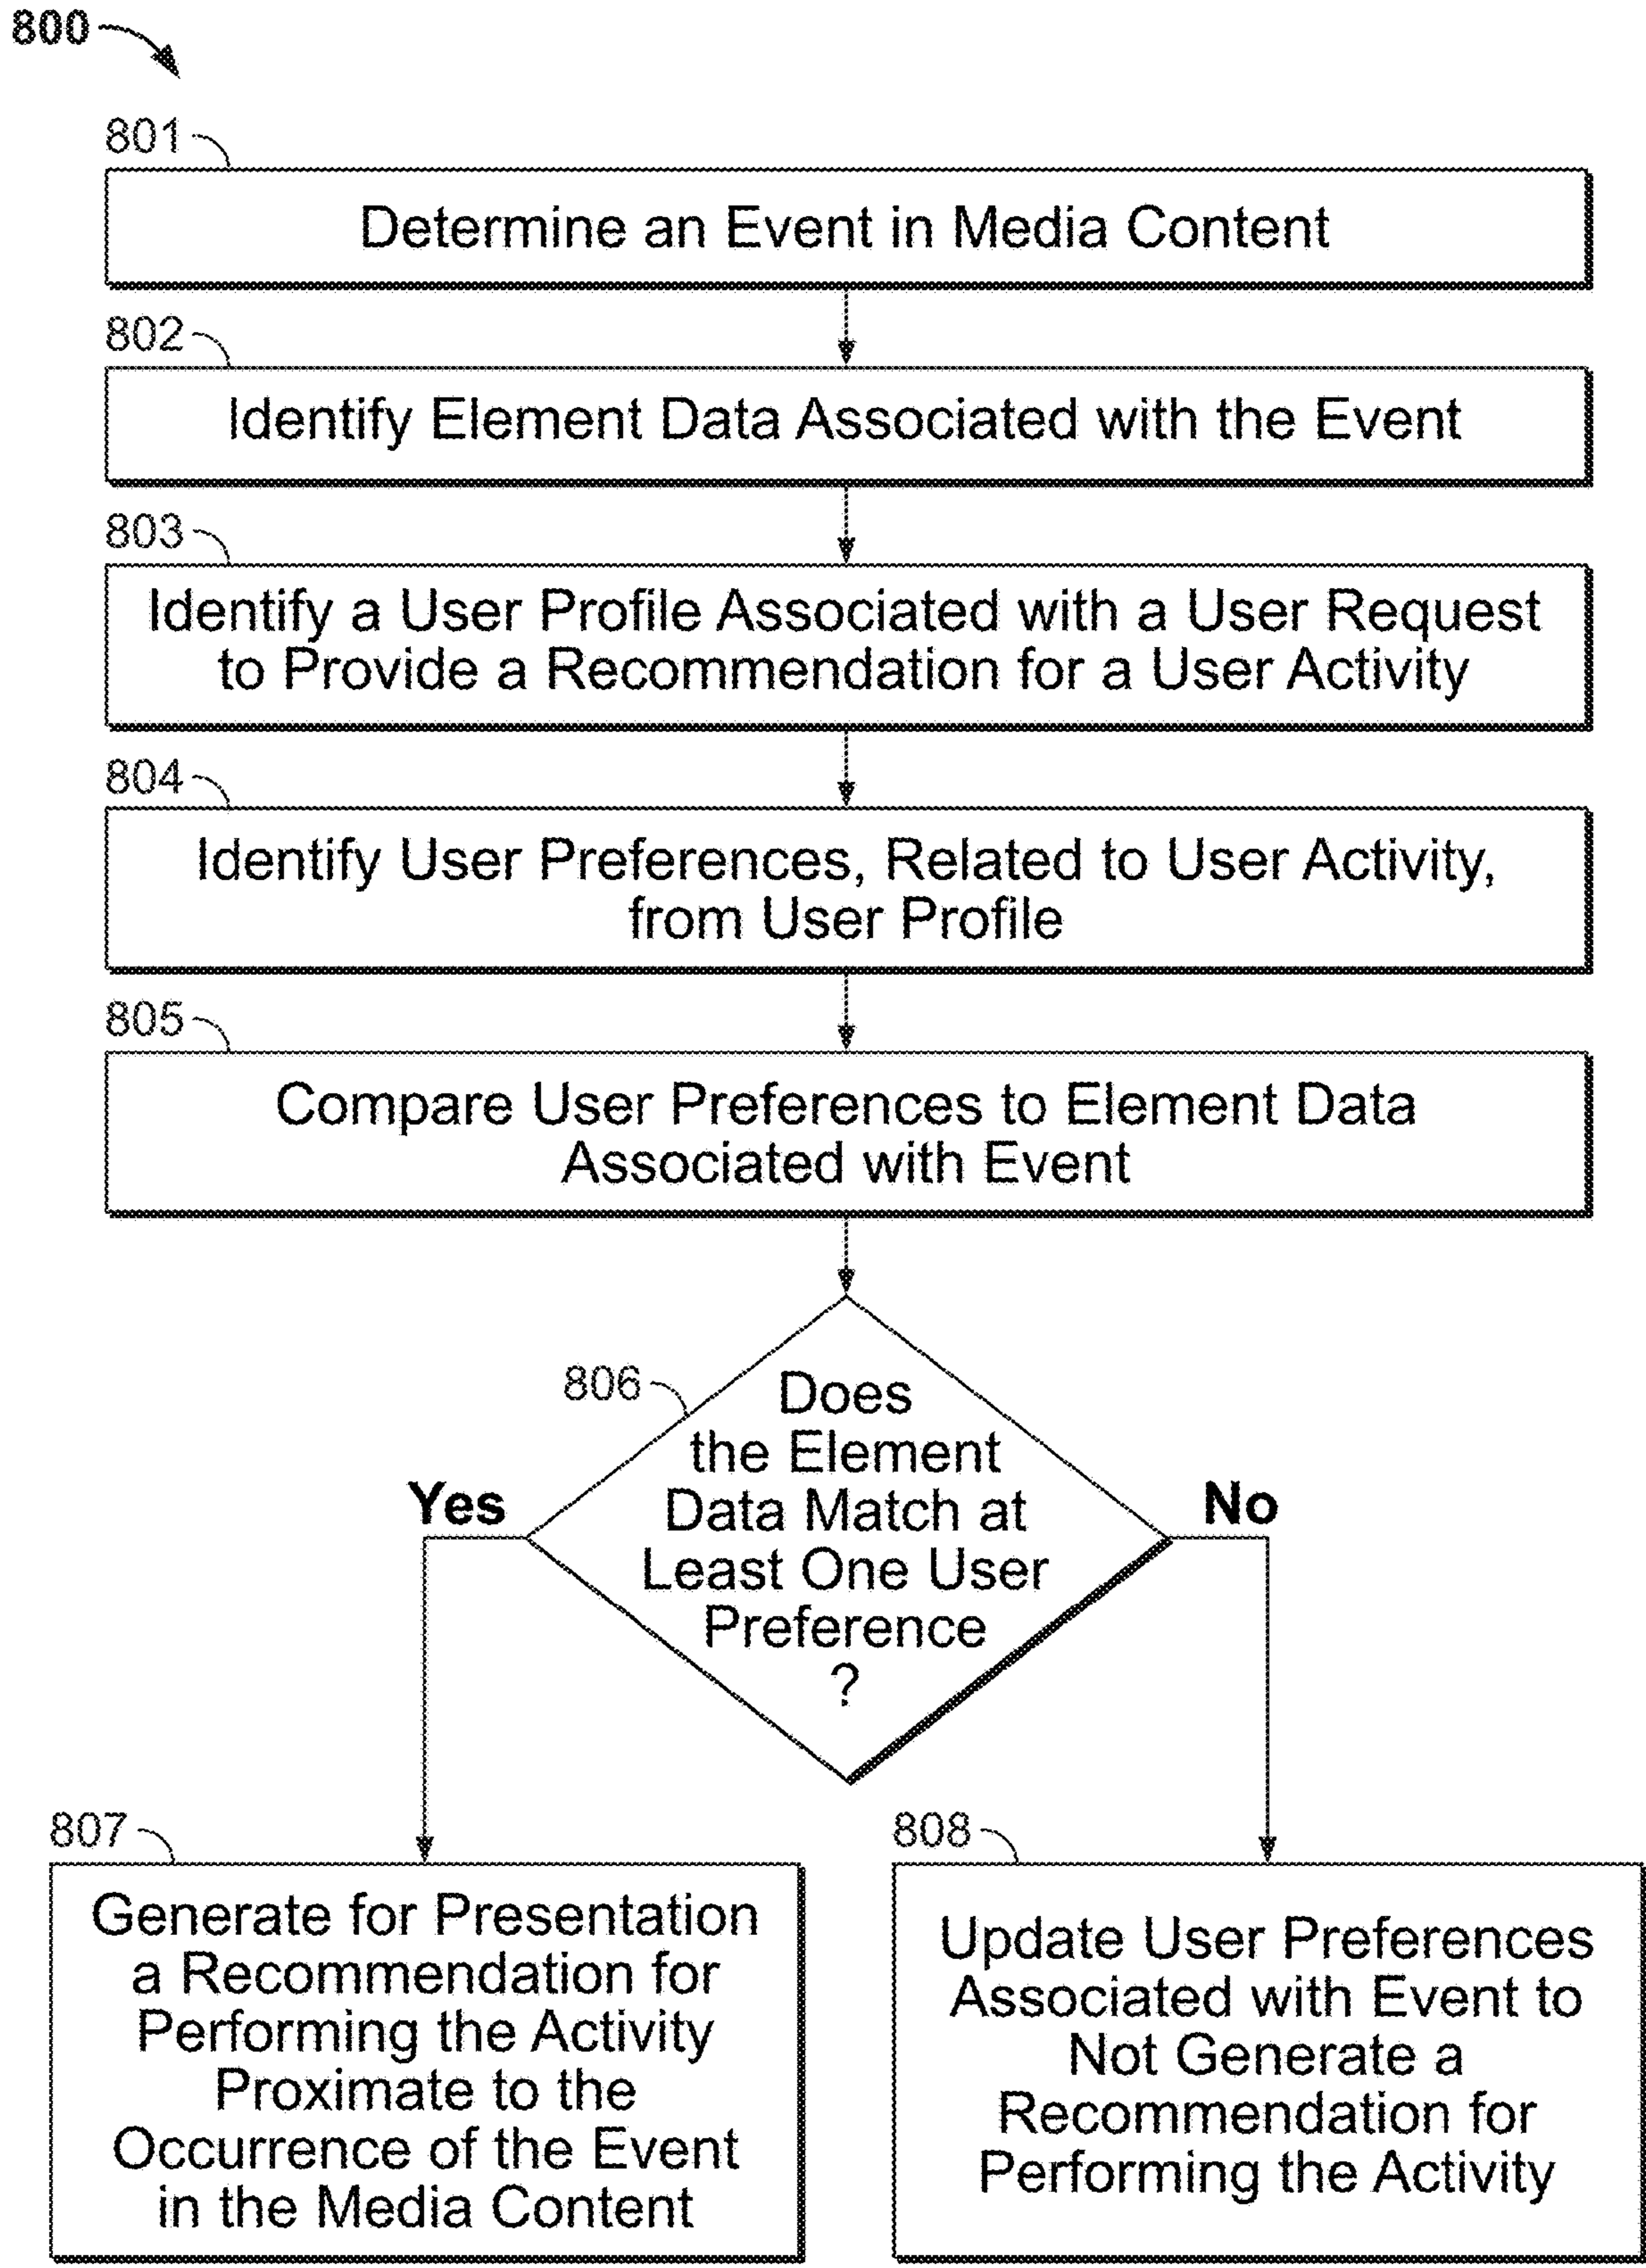 800
801
Determine an Event in Media Content
802
Identify Element Data Associated with the Event
803
Identify a User Profile Associated with a User Request
to Provide a Recommendation for a User Activity
804
Identify User Preferences, Related to User Activity,
from User Profile
805
Compare User Preferences to Element Data
Associated with Event
806
Does
the Element
Data Match at
Least One User
Preference
?
Yes
No
807
Generate for Presentation
a Recommendation for
Performing the Activity
Proximate to the
Occurrence of the Event
in the Media Content
808
Update User Preferences
Associated with Event to
Not Generate a
Recommendation for
Performing the Activity